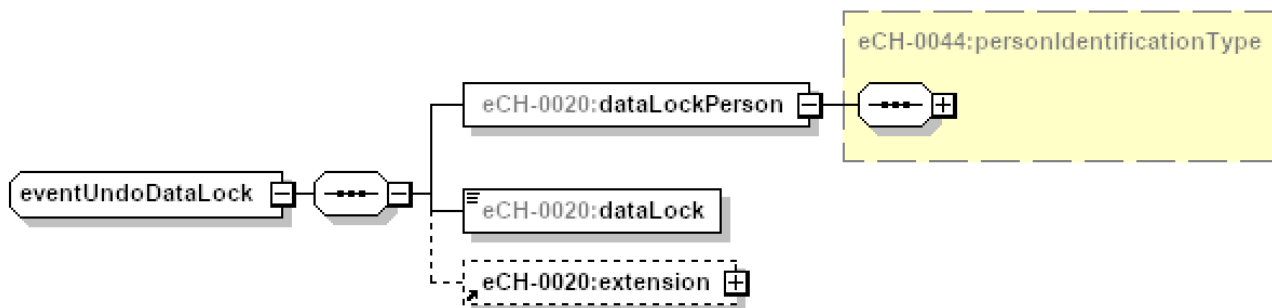 eCH-0044:personIdentificationType
eCH-0020:dataLockPerson
eventUndoDataLock
eCH-0020:dataLock
eCH-0020:extension